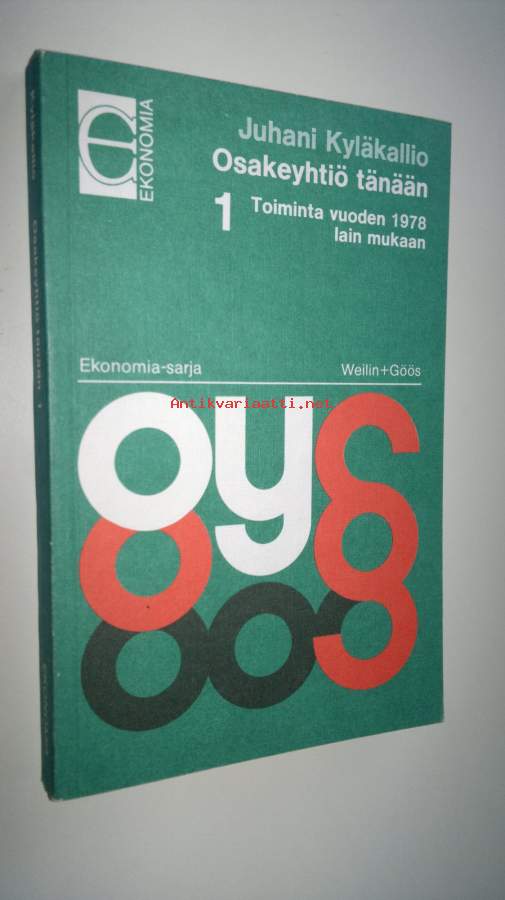 EKONOMIA
Juhani Kyläkallio
Osakeyhtiö tänään
1 Toiminta vuoden 1978
lain mukaan
Ekonomia-sarja Weilin+Göös
Antikvariaatti.net
oy§